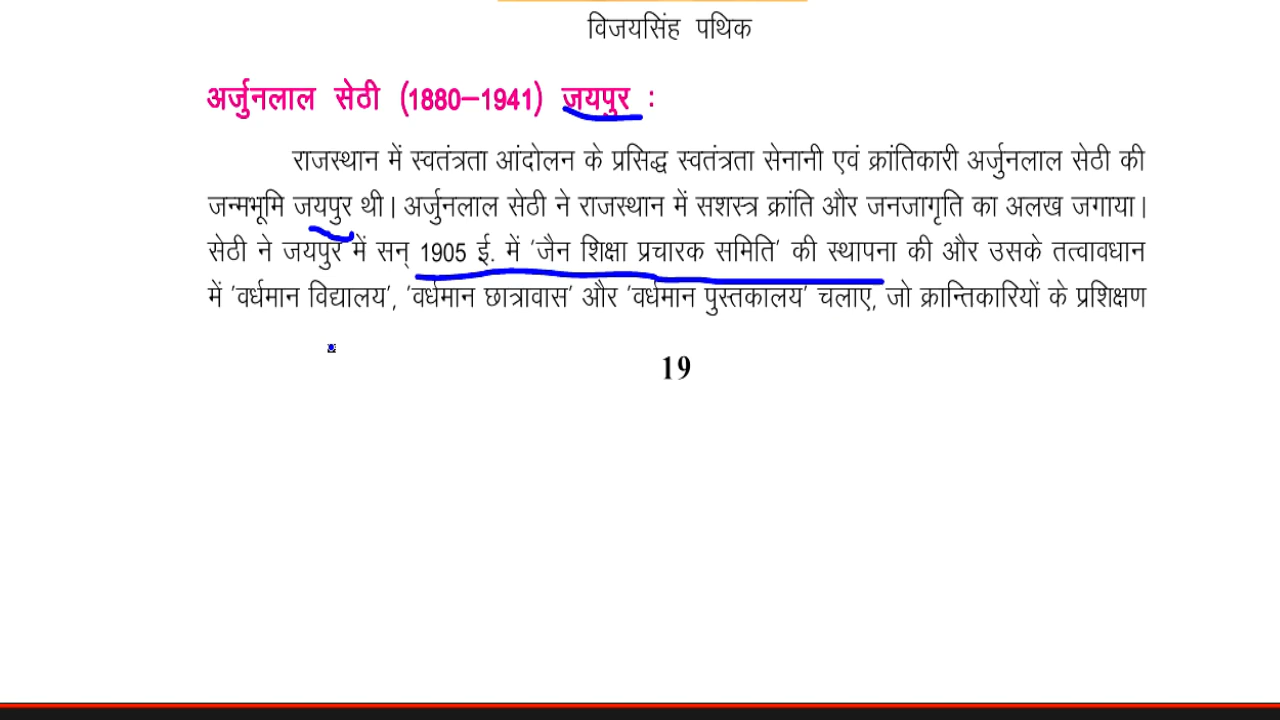 विजयसिंह पथिक
अर्जुनलाल सेठी (1880–1941) जयपुर :
राजस्थान में स्वतंत्रता आंदोलन के प्रसिद्ध स्वतंत्रता सेनानी एवं क्रांतिकारी अर्जुनलाल सेठी की
जन्मभूमि जयपुर थी। अर्जुनलाल सेठी ने राजस्थान में सशस्त्र क्रांति और जनजागृति का अलख जगाया।
सेठी ने जयपुर में सन् 1905 ई. में 'जैन शिक्षा प्रचारक समिति' की स्थापना की और उसके तत्वावधान
में 'वर्धमान विद्यालय', 'वर्धमान छात्रावास' और 'वर्धमान पुस्तकालय' चलाए, जो क्रान्तिकारियों के प्रशिक्षण
19